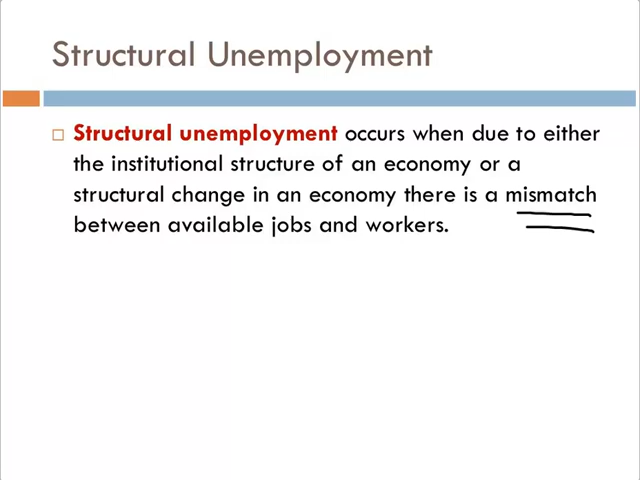 Structural Unemployment
Structural unemployment occurs when due to either
the institutional structure of an economy or a
structural change in an economy there is a mismatch
between available jobs and workers.